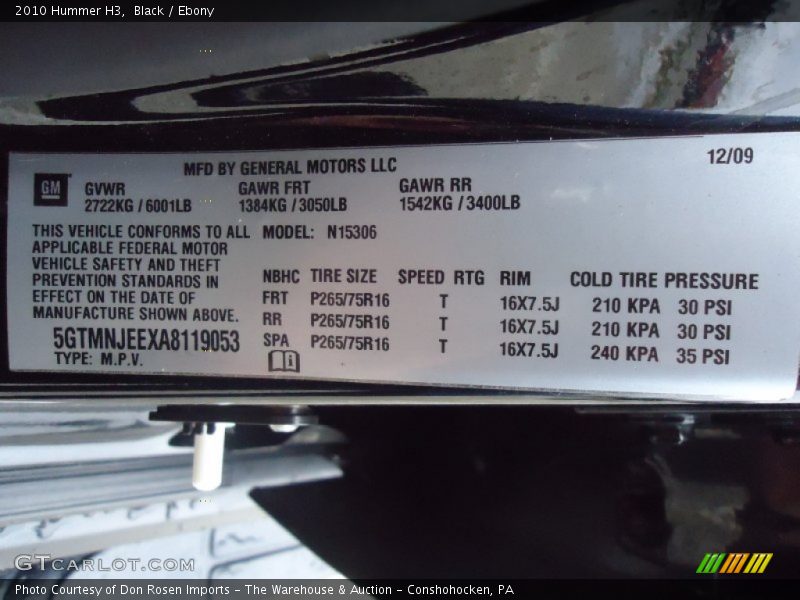 2010 Hummer H3, Black / Ebony
MFD BY GENERAL MOTORS LLC 12/09
GM GVWR GAWR FRT GAWR RR
2722KG / 6001LB 1384KG / 3050LB 1542KG / 3400LB
THIS VEHICLE CONFORMS TO ALL MODEL: N15306
APPLICABLE FEDERAL MOTOR
VEHICLE SAFETY AND THEFT
PREVENTION STANDARDS IN NBHC TIRE SIZE SPEED RTG RIM COLD TIRE PRESSURE
EFFECT ON THE DATE OF FRT P265/75R16 T 16X7.5J 210 KPA 30 PSI
MANUFACTURE SHOWN ABOVE. RR P265/75R16 T 16X7.5J 210 KPA 30 PSI
5GTMNJEEXA8119053 SPA P265/75R16 T 16X7.5J 240 KPA 35 PSI
TYPE: M.P.V.
GTCARLOT.COM
Photo Courtesy of Don Rosen Imports - The Warehouse & Auction - Conshohocken, PA